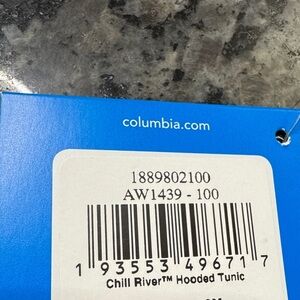 columbia.com
1889802100
AW1439 - 100
1 93553 49671 7
Chill River™ Hooded Tunic